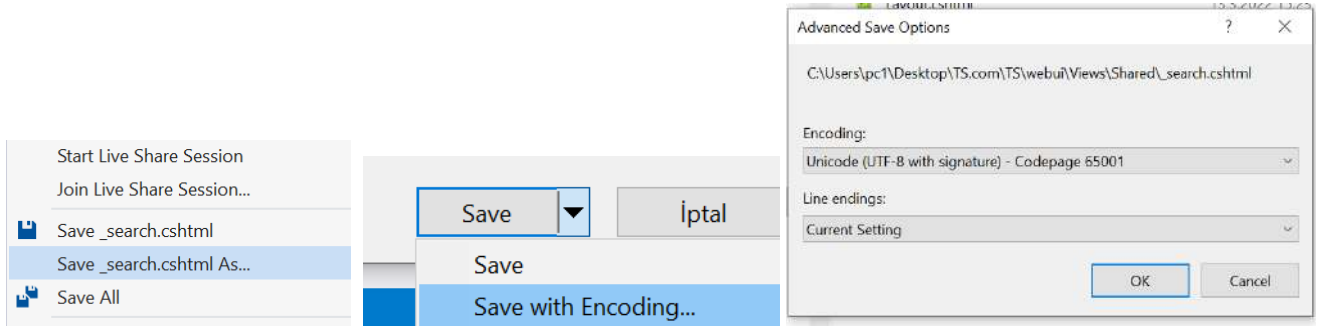 Start Live Share Session
Join Live Share Session...
Save _search.cshtml
Save _search.cshtml As...
Save All
Save
İptal
Save
Save with Encoding...
Advanced Save Options
?
C:\Users\pc1\Desktop\TS.com\TS\webui\Views\Shared\_search.cshtml
Encoding:
Unicode (UTF-8 with signature) - Codepage 65001
Line endings:
Current Setting
OK
Cancel